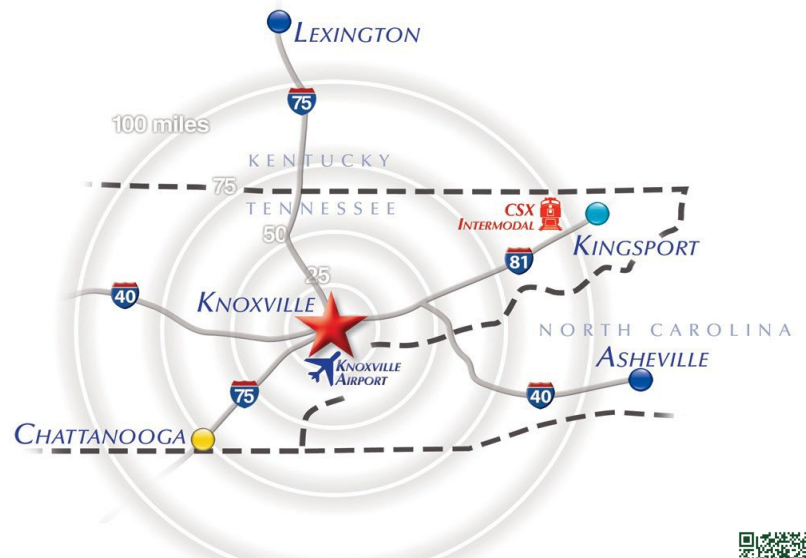 LEXINGTON
75
100 miles
KENTUCKY
75
TENNESSEE
CSX
INTERMODAL
50
KINGSPORT
81
25
40
KNOXVILLE
NORTH CAROLINA
ASHEVILLE
KNOXVILLE
AIRPORT
75
40
CHATTANOOGA